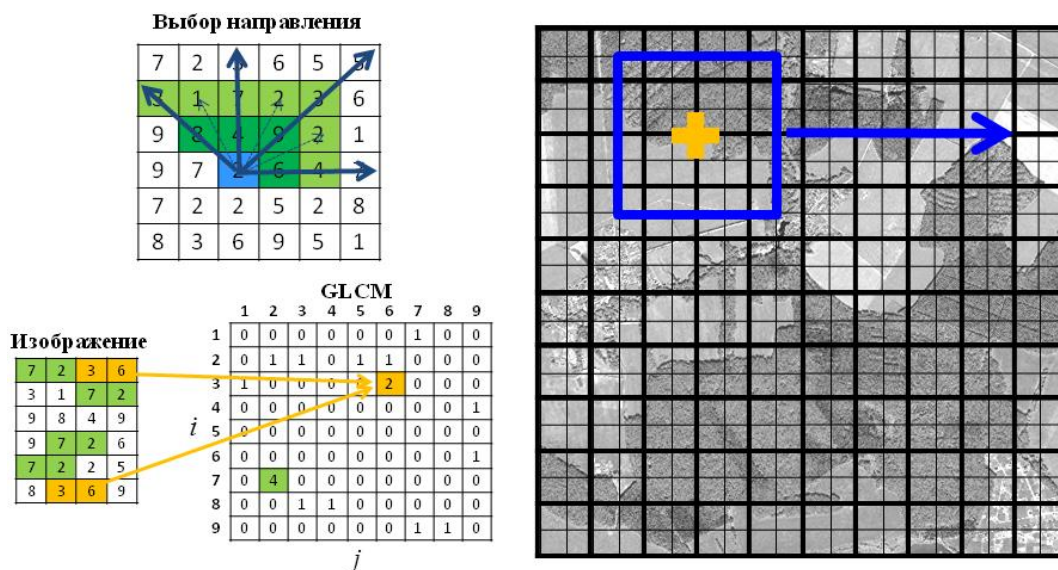 Выбор направления
7 2 6 5
3 1 7 2 3 6
9 8 4 9 2 1
9 7 2 6 4
7 2 2 5 2 8
8 3 6 9 5 1
Изображение
7 2 3 6
3 1 7 2
9 8 4 9
9 7 2 6
7 2 2 5
8 3 6 9
GLCM
1 2 3 4 5 6 7 8 9
1 0 0 0 0 0 0 1 0 0
2 0 1 1 0 1 1 0 0 0
3 1 0 0 0 2 0 0 0
4 0 0 0 0 0 0 0 0 1
5 0 0 0 0 0 0 0 0 0
6 0 0 0 0 0 0 0 0 1
7 0 4 0 0 0 0 0 0 0
8 0 0 1 1 0 0 0 0 0
9 0 0 0 0 0 0 1 1 0
i
j